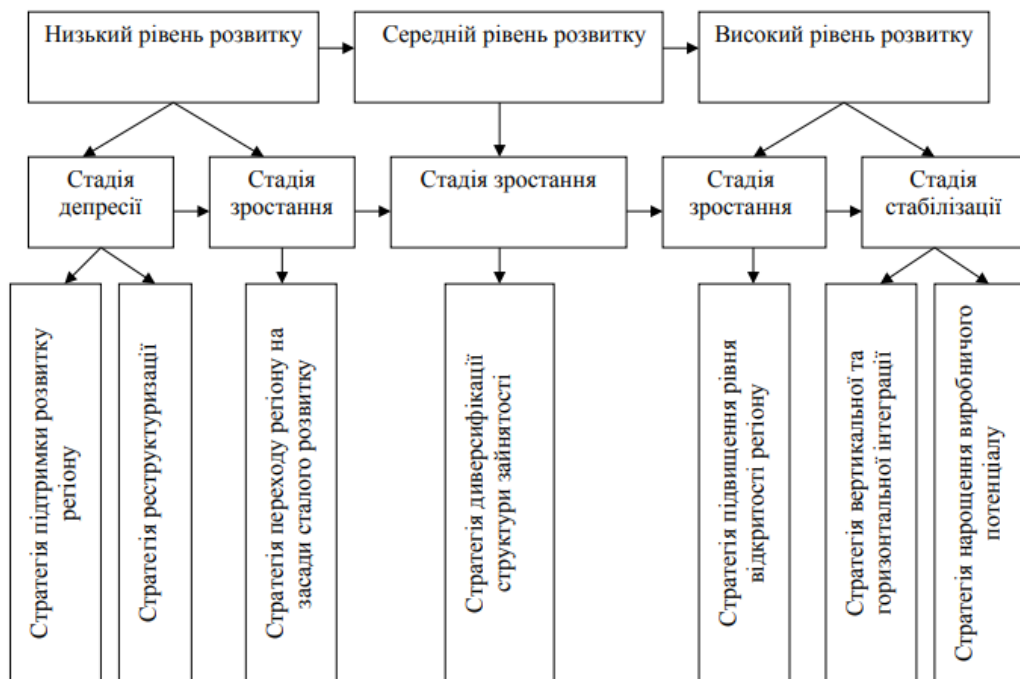 Низький рівень розвитку
Середній рівень розвитку
Високий рівень розвитку
Стадія
депресії
Стадія
зростання
Стадія зростання
Стадія
зростання
Стадія
стабілізації
Стратегія підтримки розвитку
регіону
Стратегія реструктуризації
Стратегія переходу регіону на
засади сталого розвитку
Стратегія диверсифікації
структури зайнятості
Стратегія підвищення рівня
відкритості регіону
Стратегія вертикальної та
горизонтальної інтеграції
Стратегія нарощення виробничого
потенціалу